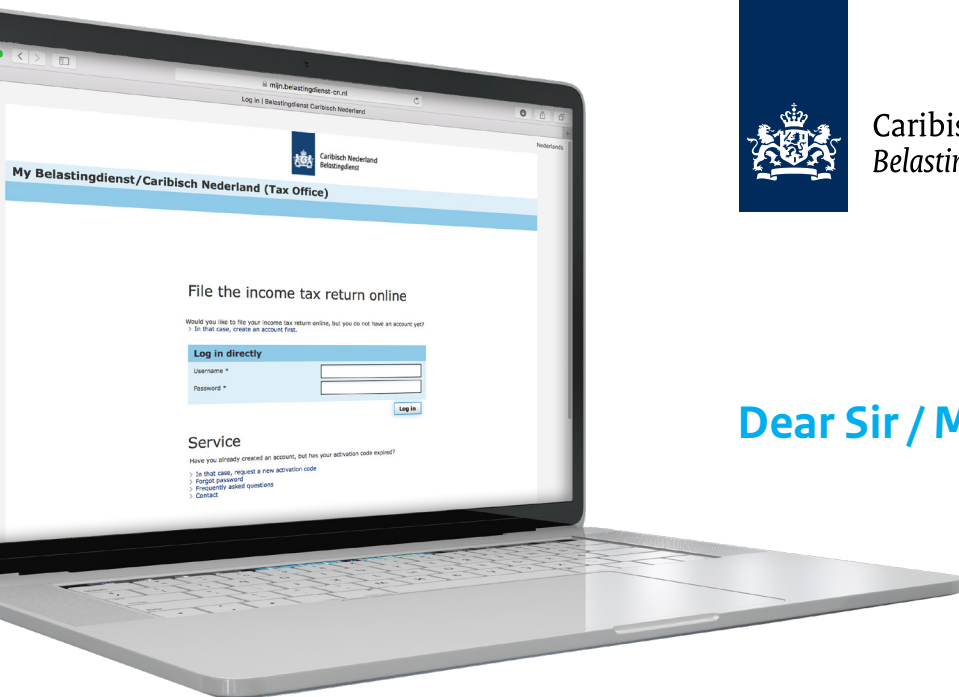 mijn.belastingdienst-cn.nl
Log in | Belastingdienst Caribisch Nederland
Nederlands
Caribisch Nederland
Belastingdienst
My Belastingdienst/Caribisch Nederland (Tax Office)
File the income tax return online
Would you like to file your income tax return online, but you do not have an account yet?
> In that case, create an account first.
Log in directly
Username *
Password *
Log in
Service
Have you already created an account, but has your activation code expired?
> In that case, request a new activation code
> Forgot password
> Frequently asked questions
> Contact
Caribis
Belastin
Dear Sir / M